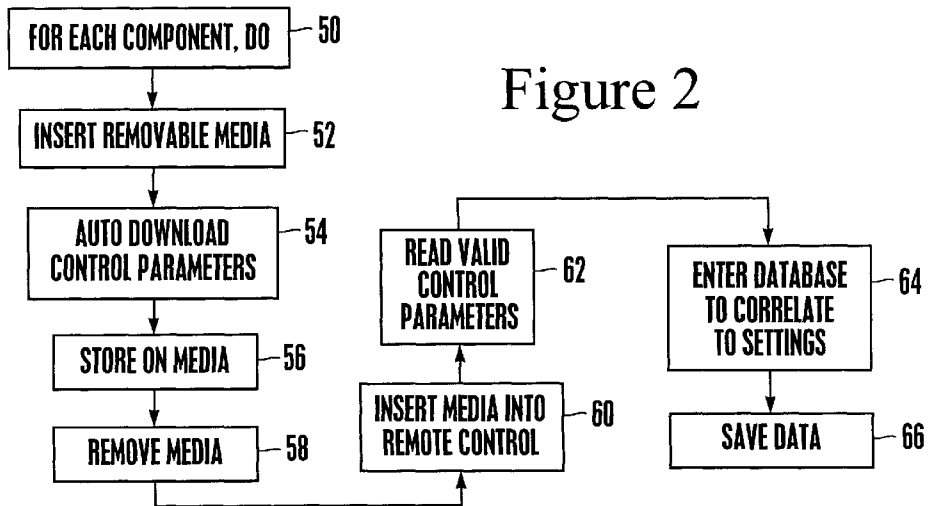 Figure 2
FOR EACH COMPONENT, DO
50
INSERT REMOVABLE MEDIA
52
AUTO DOWNLOAD
CONTROL PARAMETERS
54
STORE ON MEDIA
56
REMOVE MEDIA
58
INSERT MEDIA INTO
REMOTE CONTROL
60
READ VALID
CONTROL
PARAMETERS
62
ENTER DATABASE
TO CORRELATE
TO SETTINGS
64
SAVE DATA
66